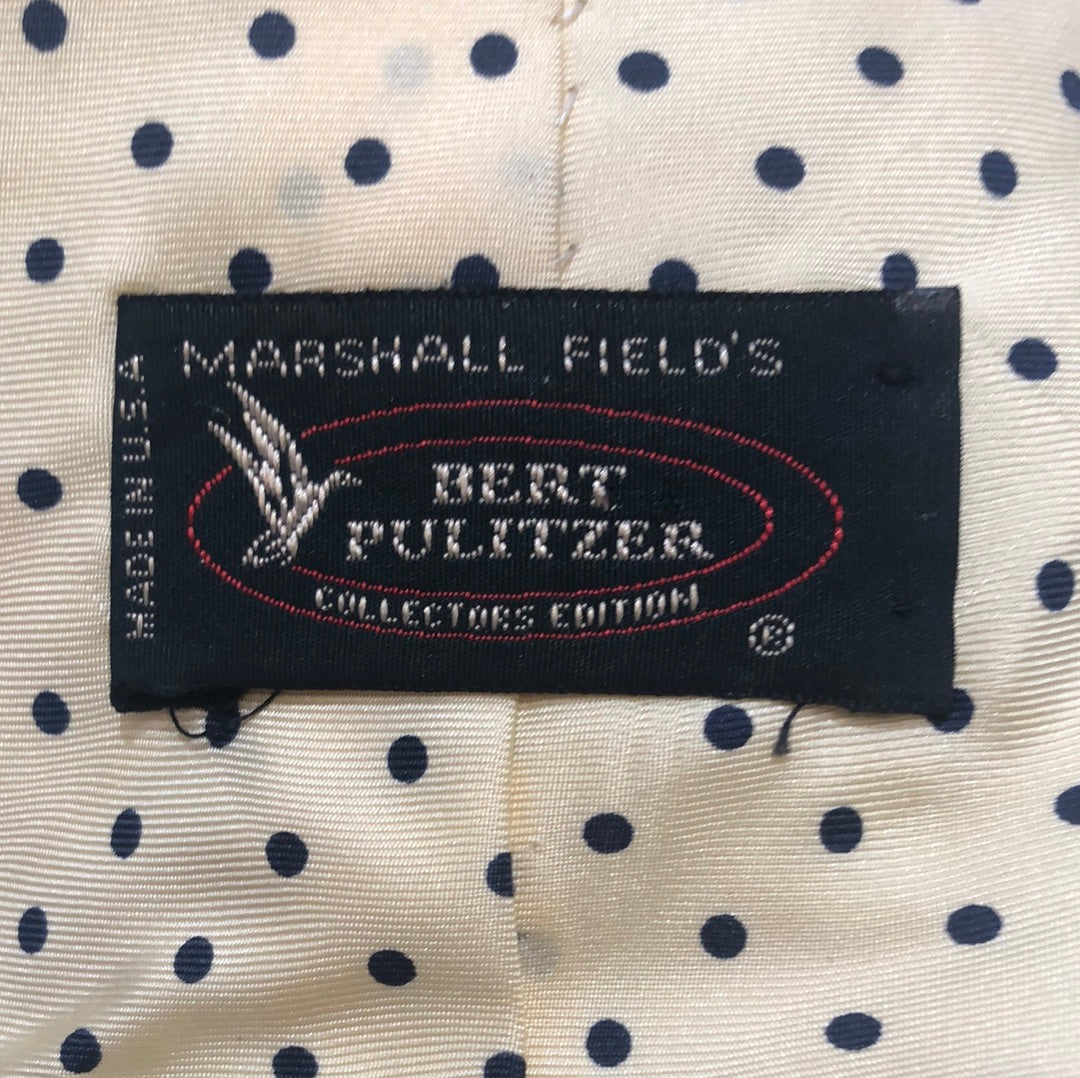 MARSHALL FIELD'S
MADE IN U.S.A
BERT
PULITZER
COLLECTORS EDITION
®